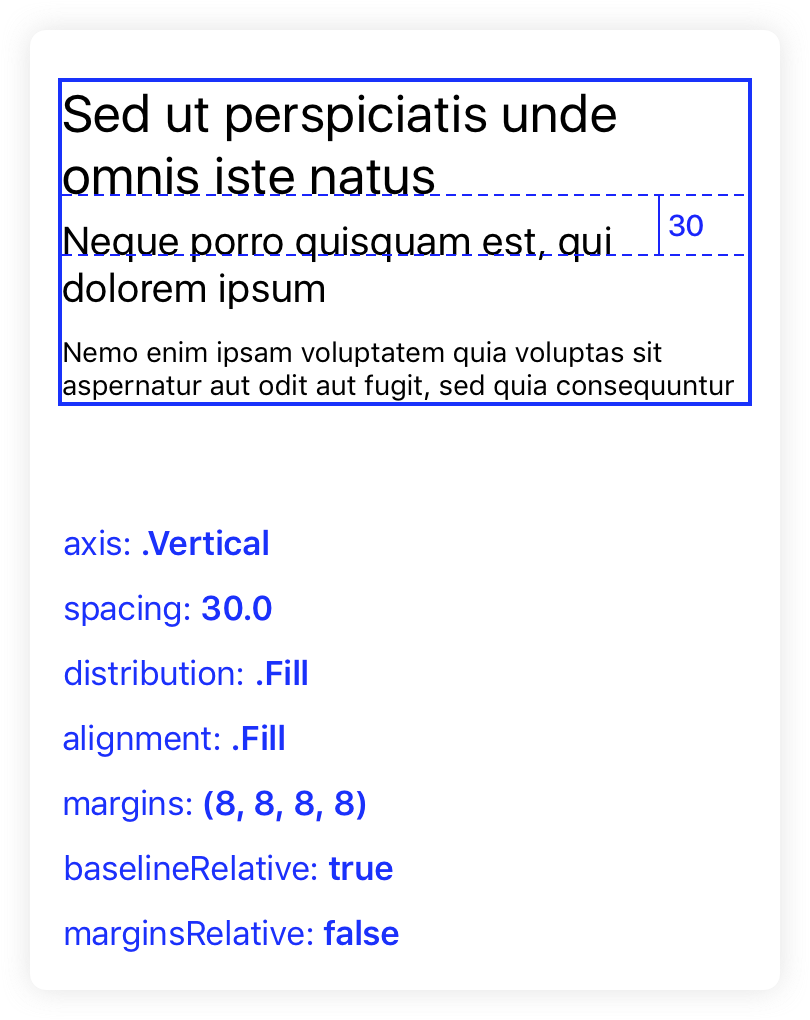 Sed ut perspiciatis unde
omnis iste natus
30
Neque porro quisquam est, qui
dolorem ipsum
Nemo enim ipsam voluptatem quia voluptas sit
aspernatur aut odit aut fugit, sed quia consequuntur
axis: .Vertical
spacing: 30.0
distribution: .Fill
alignment: .Fill
margins: (8, 8, 8, 8)
baselineRelative: true
marginsRelative: false